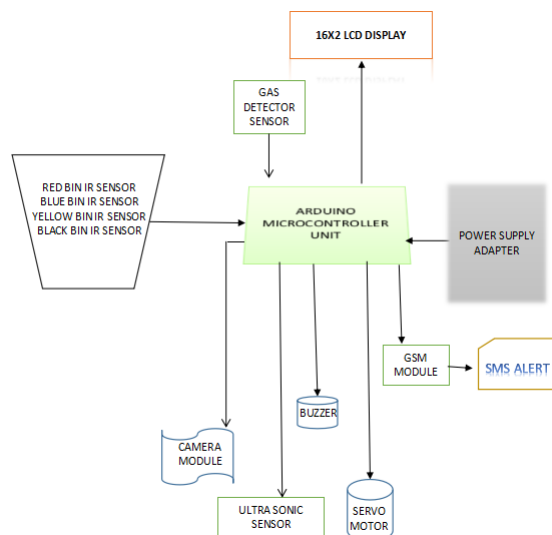 16X2 LCD DISPLAY
GAS
DETECTOR
SENSOR
RED BIN IR SENSOR
BLUE BIN IR SENSOR
YELLOW BIN IR SENSOR
BLACK BIN IR SENSOR
ARDUINO
MICROCONTROLLER
UNIT
POWER SUPPLY
ADAPTER
GSM
MODULE
SMS ALERT
BUZZER
CAMERA
MODULE
ULTRA SONIC
SENSOR
SERVO
MOTOR